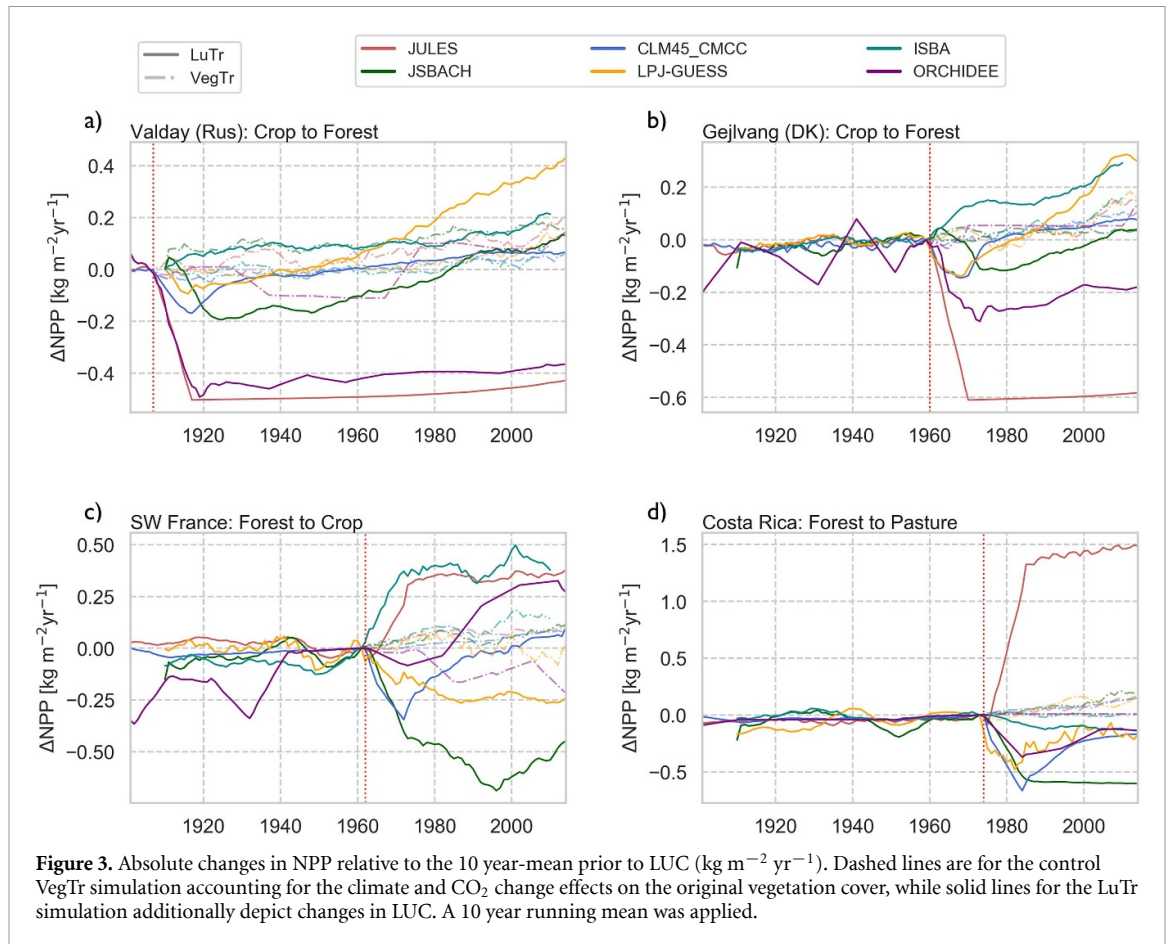 LuTr
VegTr
JULES
JSBACH
CLM45_CMCC
LPJ-GUESS
ISBA
ORCHIDEE
a)
Valday (Rus): Crop to Forest
ΔNPP [kg m−2yr−1]
0.4
0.2
0.0
−0.2
−0.4
1920 1940 1960 1980 2000
b)
Gejlvang (DK): Crop to Forest
ΔNPP [kg m−2yr−1]
0.2
0.0
−0.2
−0.4
−0.6
1920 1940 1960 1980 2000
c)
SW France: Forest to Crop
ΔNPP [kg m−2yr−1]
0.50
0.25
0.00
−0.25
−0.50
1920 1940 1960 1980 2000
d)
Costa Rica: Forest to Pasture
ΔNPP [kg m−2yr−1]
1.5
1.0
0.5
0.0
−0.5
1920 1940 1960 1980 2000
Figure 3. Absolute changes in NPP relative to the 10 year-mean prior to LUC (kg m−2 yr−1). Dashed lines are for the control
VegTr simulation accounting for the climate and CO2 change effects on the original vegetation cover, while solid lines for the LuTr
simulation additionally depict changes in LUC. A 10 year running mean was applied.